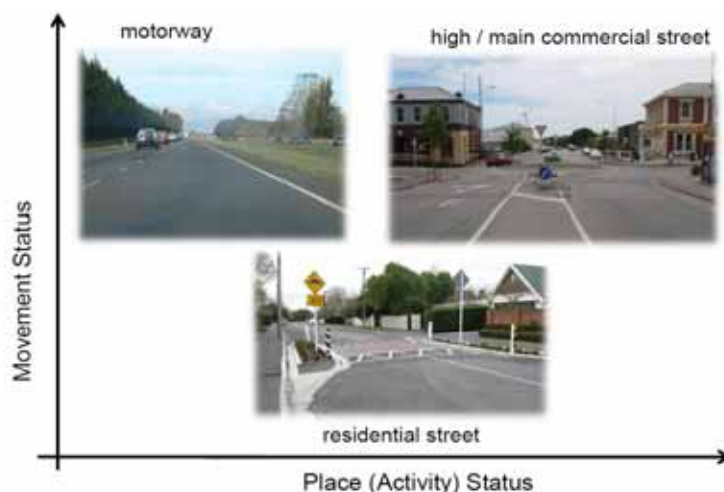 motorway
high / main commercial street
Movement Status
residential street
Place (Activity) Status